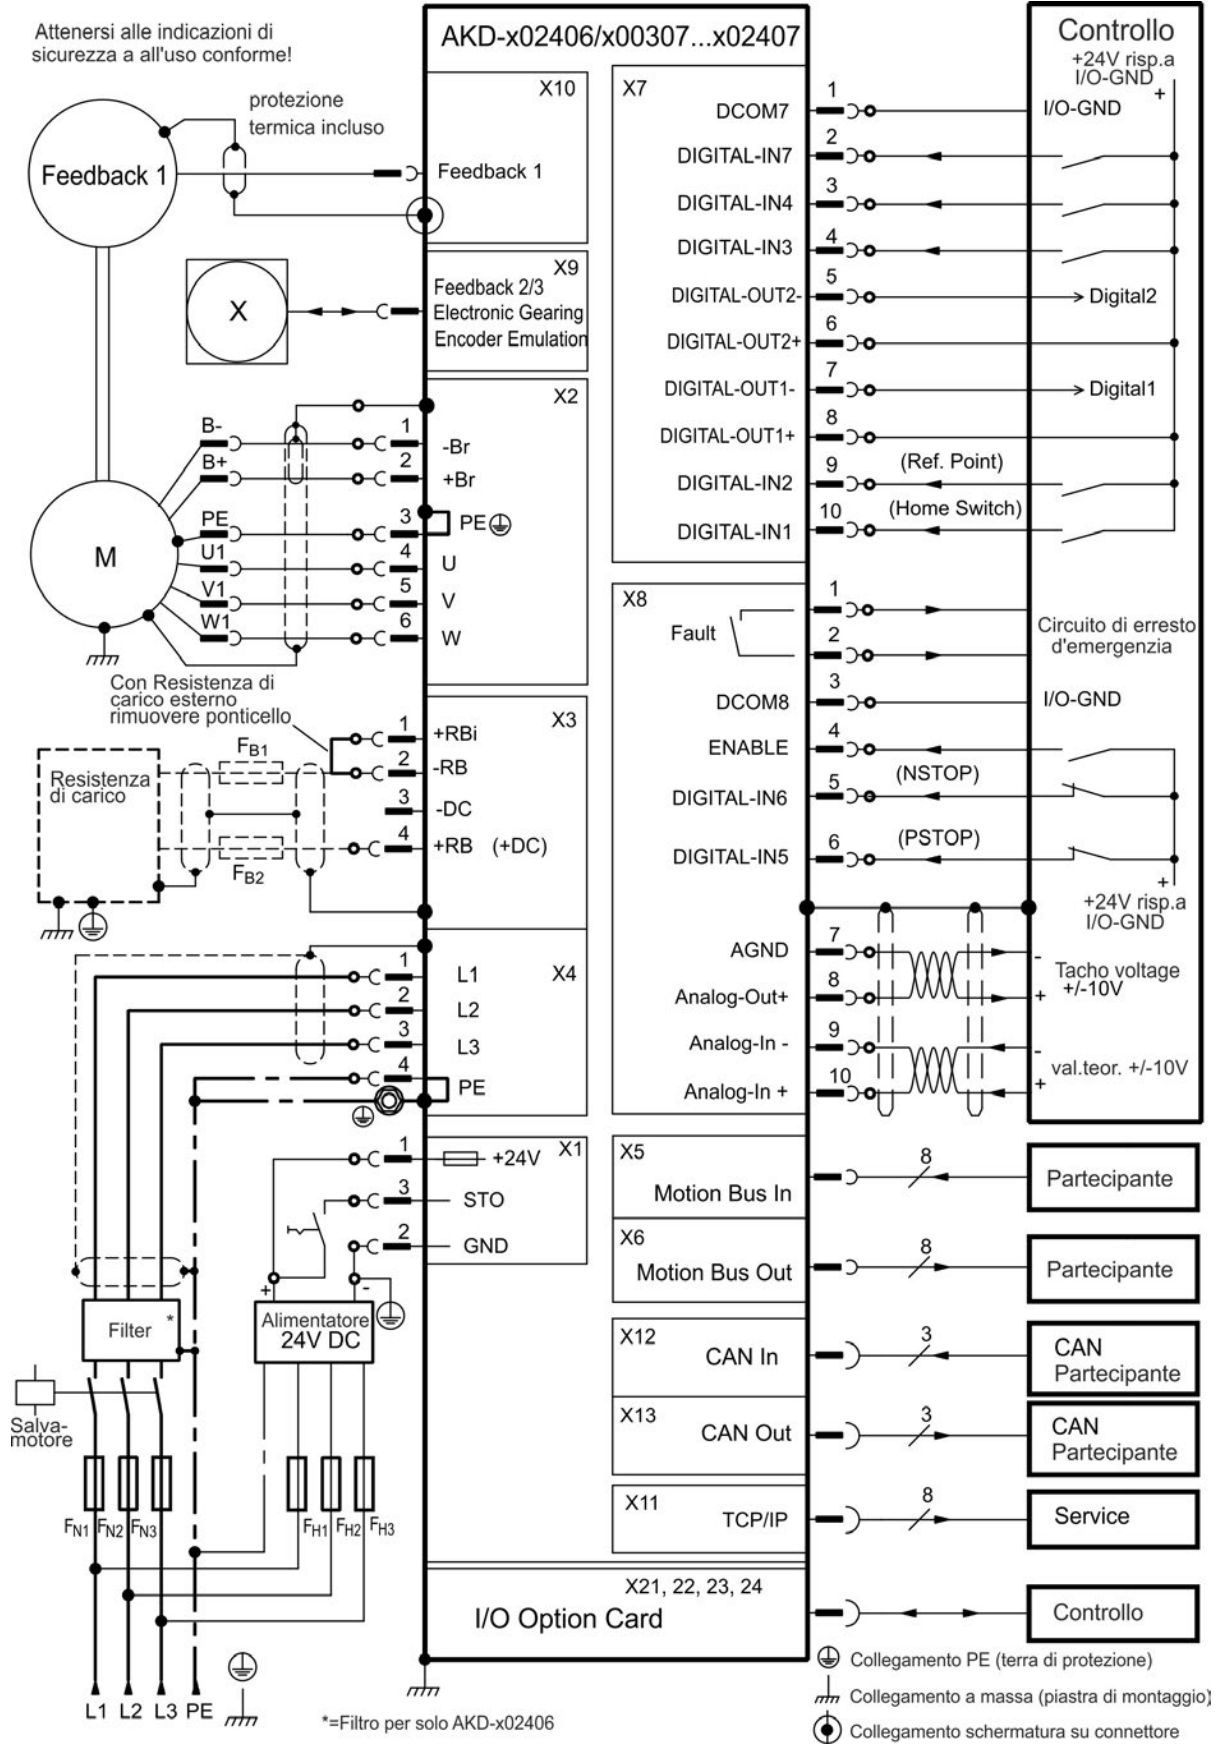 Attenersi alle indicazioni di
sicurezza a all'uso conforme!
AKD-x02406/x00307...x02407
Controllo
+24V risp.a
I/O-GND
+
protezione
termica incluso
Feedback 1
X10
Feedback 1
X
X9
Feedback 2/3
Electronic Gearing
Encoder Emulation
X2
B-
1
-Br
B+
2
+Br
PE
3
PE
M
U1
4
U
V1
5
V
W1
6
W
Con Resistenza di
carico esterno
rimuovere ponticello
X3
1
+RBi
FB1
2
-RB
Resistenza
di carico
3
-DC
4
+RB (+DC)
FB2
X4
1
L1
2
L2
3
L3
4
PE
X1
1
+24V
3
STO
2
GND
+
-
Alimentatore
24V DC
Filter *
Salva-
motore
FN1 FN2 FN3
FH1 FH2 FH3
L1 L2 L3 PE
*=Filtro per solo AKD-x02406
X7
DCOM7
1
I/O-GND
DIGITAL-IN7
2
DIGITAL-IN4
3
DIGITAL-IN3
4
DIGITAL-OUT2-
5
Digital2
DIGITAL-OUT2+
6
DIGITAL-OUT1-
7
Digital1
DIGITAL-OUT1+
8
DIGITAL-IN2
9
(Ref. Point)
DIGITAL-IN1
10
(Home Switch)
X8
Fault
1
2
Circuito di erresto
d'emergenzia
DCOM8
3
I/O-GND
ENABLE
4
DIGITAL-IN6
5
(NSTOP)
DIGITAL-IN5
6
(PSTOP)
+
+24V risp.a
I/O-GND
AGND
7
-
Tacho voltage
+/-10V
Analog-Out+
8
+
Analog-In -
9
-
val.teor. +/-10V
Analog-In +
10
+
X5
Motion Bus In
8
Partecipante
X6
Motion Bus Out
8
Partecipante
X12
CAN In
3
CAN
Partecipante
X13
CAN Out
3
CAN
Partecipante
X11
TCP/IP
8
Service
X21, 22, 23, 24
I/O Option Card
Controllo
Collegamento PE (terra di protezione)
Collegamento a massa (piastra di montaggio)
Collegamento schermatura su connettore